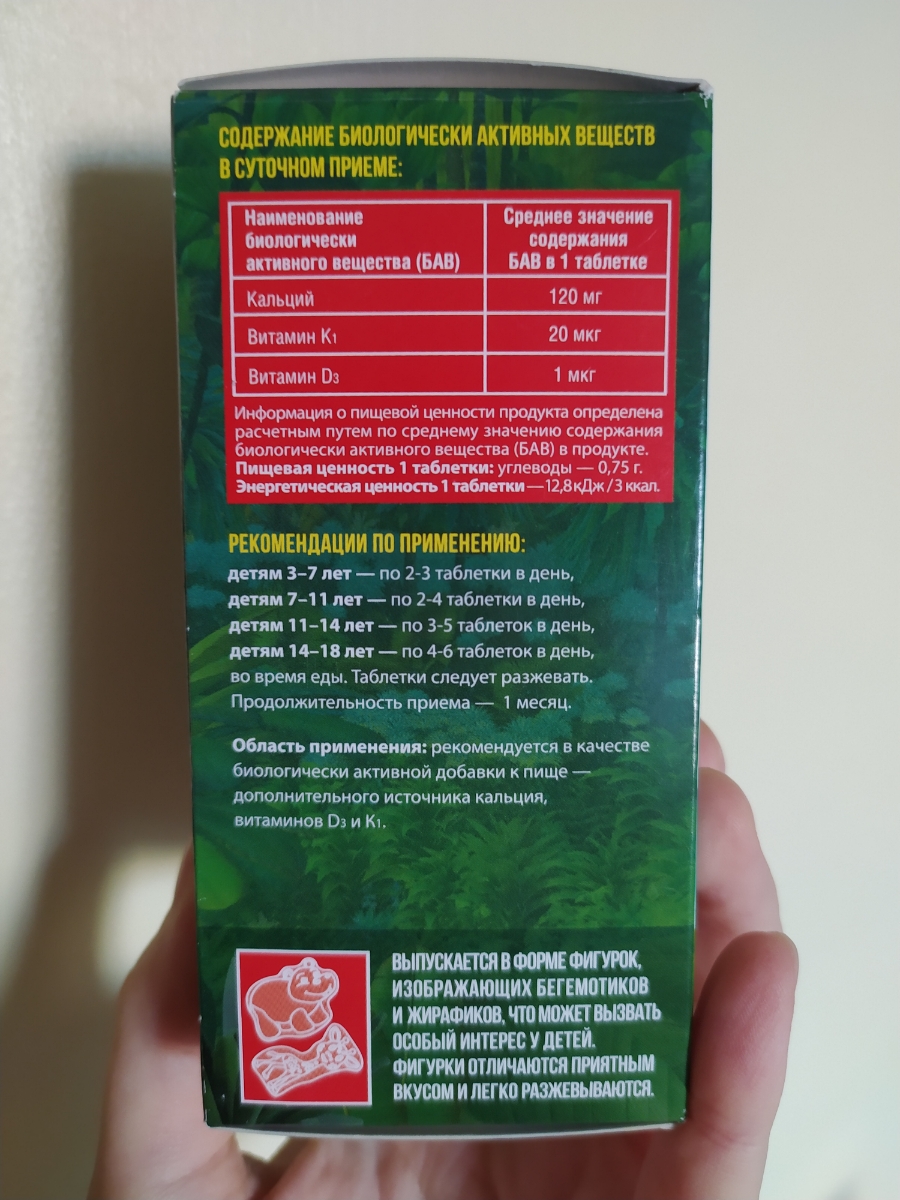 СОДЕРЖАНИЕ БИОЛОГИЧЕСКИ АКТИВНЫХ ВЕЩЕСТВ
В СУТОЧНОМ ПРИЕМЕ:
Наименование
биологически
активного вещества (БАВ)
Среднее значение
содержания
БАВ в 1 таблетке
Кальций
120 мг
Витамин K1
20 мкг
Витамин D3
1 мкг
Информация о пищевой ценности продукта определена
расчетным путем по среднему значению содержания
биологически активного вещества (БАВ) в продукте.
Пищевая ценность 1 таблетки: углеводы — 0,75 г.
Энергетическая ценность 1 таблетки — 12,8 кДж / 3 ккал.
РЕКОМЕНДАЦИИ ПО ПРИМЕНЕНИЮ:
детям 3–7 лет — по 2-3 таблетки в день,
детям 7–11 лет — по 2-4 таблетки в день,
детям 11–14 лет — по 3-5 таблеток в день,
детям 14–18 лет — по 4-6 таблеток в день,
во время еды. Таблетки следует разжевать.
Продолжительность приема — 1 месяц.
Область применения: рекомендуется в качестве
биологически активной добавки к пище —
дополнительного источника кальция,
витаминов D3 и K1.
ВЫПУСКАЕТСЯ В ФОРМЕ ФИГУРОК,
ИЗОБРАЖАЮЩИХ БЕГЕМОТИКОВ
И ЖИРАФИКОВ, ЧТО МОЖЕТ ВЫЗВАТЬ
ОСОБЫЙ ИНТЕРЕС У ДЕТЕЙ.
ФИГУРКИ ОТЛИЧАЮТСЯ ПРИЯТНЫМ
ВКУСОМ И ЛЕГКО РАЗЖЕВЫВАЮТСЯ.